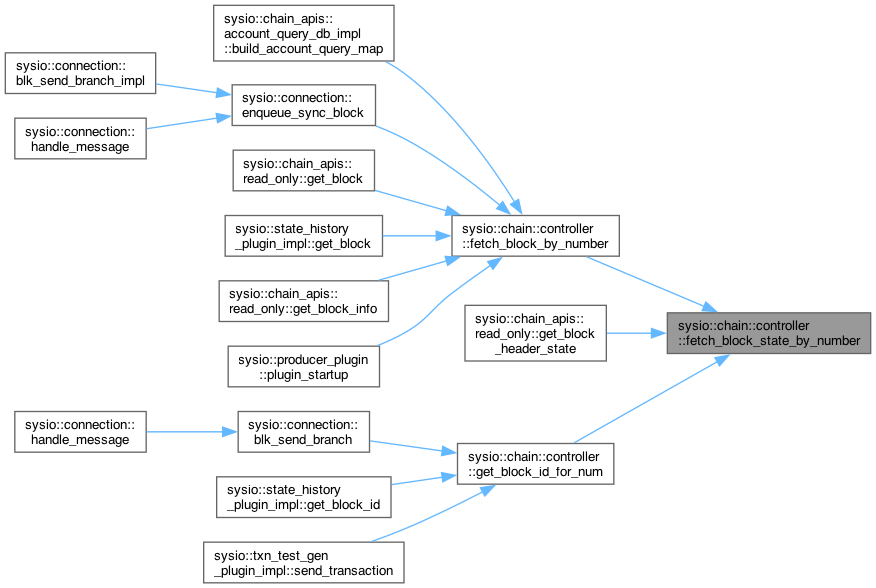 sysio::chain_apis::
account_query_db_impl
::build_account_query_map
sysio::connection::
blk_send_branch_impl
sysio::connection::
enqueue_sync_block
sysio::connection::
handle_message
sysio::chain_apis::
read_only::get_block
sysio::state_history
_plugin_impl::get_block
sysio::chain::controller
::fetch_block_by_number
sysio::chain_apis::
read_only::get_block_info
sysio::chain_apis::
read_only::get_block
_header_state
sysio::chain::controller
::fetch_block_state_by_number
sysio::producer_plugin
::plugin_startup
sysio::connection::
handle_message
sysio::connection::
blk_send_branch
sysio::chain::controller
::get_block_id_for_num
sysio::state_history
_plugin_impl::get_block_id
sysio::txn_test_gen
_plugin_impl::send_transaction